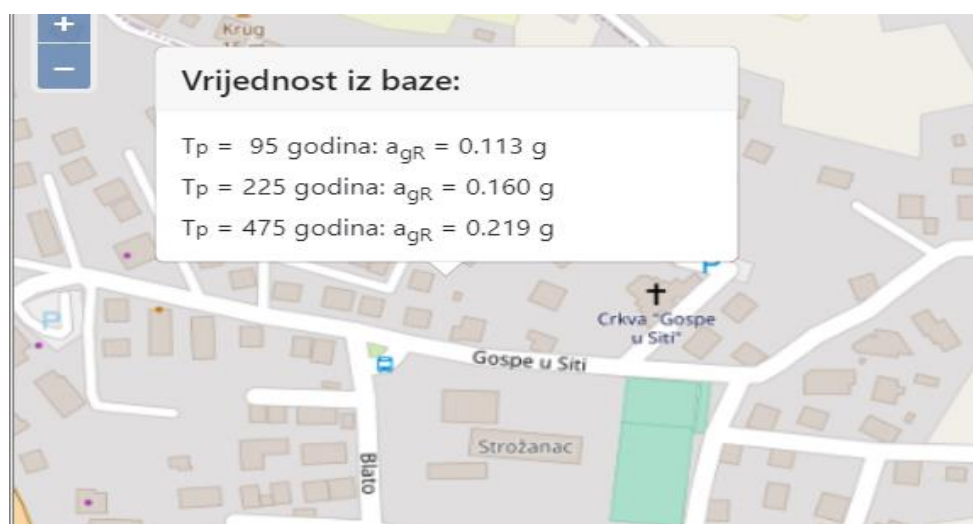 +
Krug
−
Vrijednost iz baze:
Tp = 95 godina: agR = 0.113 g
Tp = 225 godina: agR = 0.160 g
Tp = 475 godina: agR = 0.219 g
P
P
Crkva "Gospe
u Siti"
Gospe u Siti
Strožanac
Blato